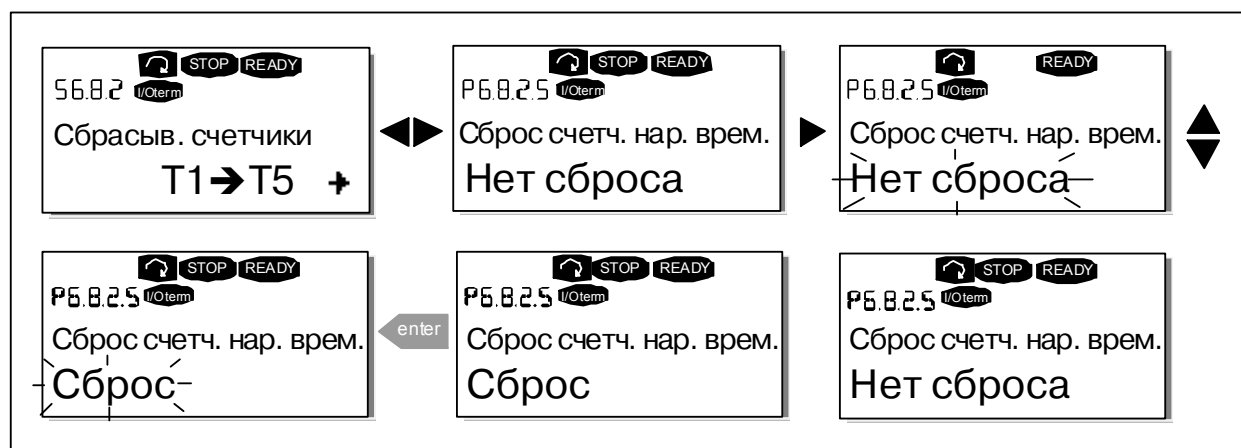 STOP READY
S6.8.2 I/Oterm
Сбрасыв. счетчики
T1➔T5
STOP READY
P6.8.2.5 I/Oterm
Сброс счетч. нар. врем.
Нет сброса
READY
P6.8.2.5 I/Oterm
Сброс счетч. нар. врем.
Нет сброса
STOP READY
P6.8.2.5 I/Oterm
Сброс счетч. нар. врем.
Сброс
enter
STOP READY
P6.8.2.5 I/Oterm
Сброс счетч. нар. врем.
Сброс
STOP READY
P6.8.2.5 I/Oterm
Сброс счетч. нар. врем.
Нет сброса